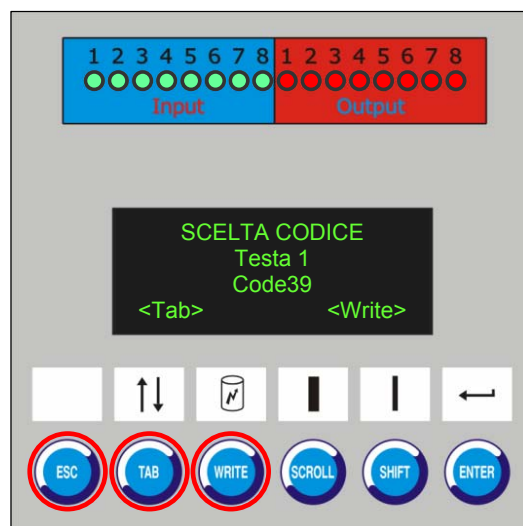 1 2 3 4 5 6 7 8 1 2 3 4 5 6 7 8
Input Output
SCELTA CODICE
Testa 1
Code39
<Tab> <Write>
ESC TAB WRITE SCROLL SHIFT ENTER